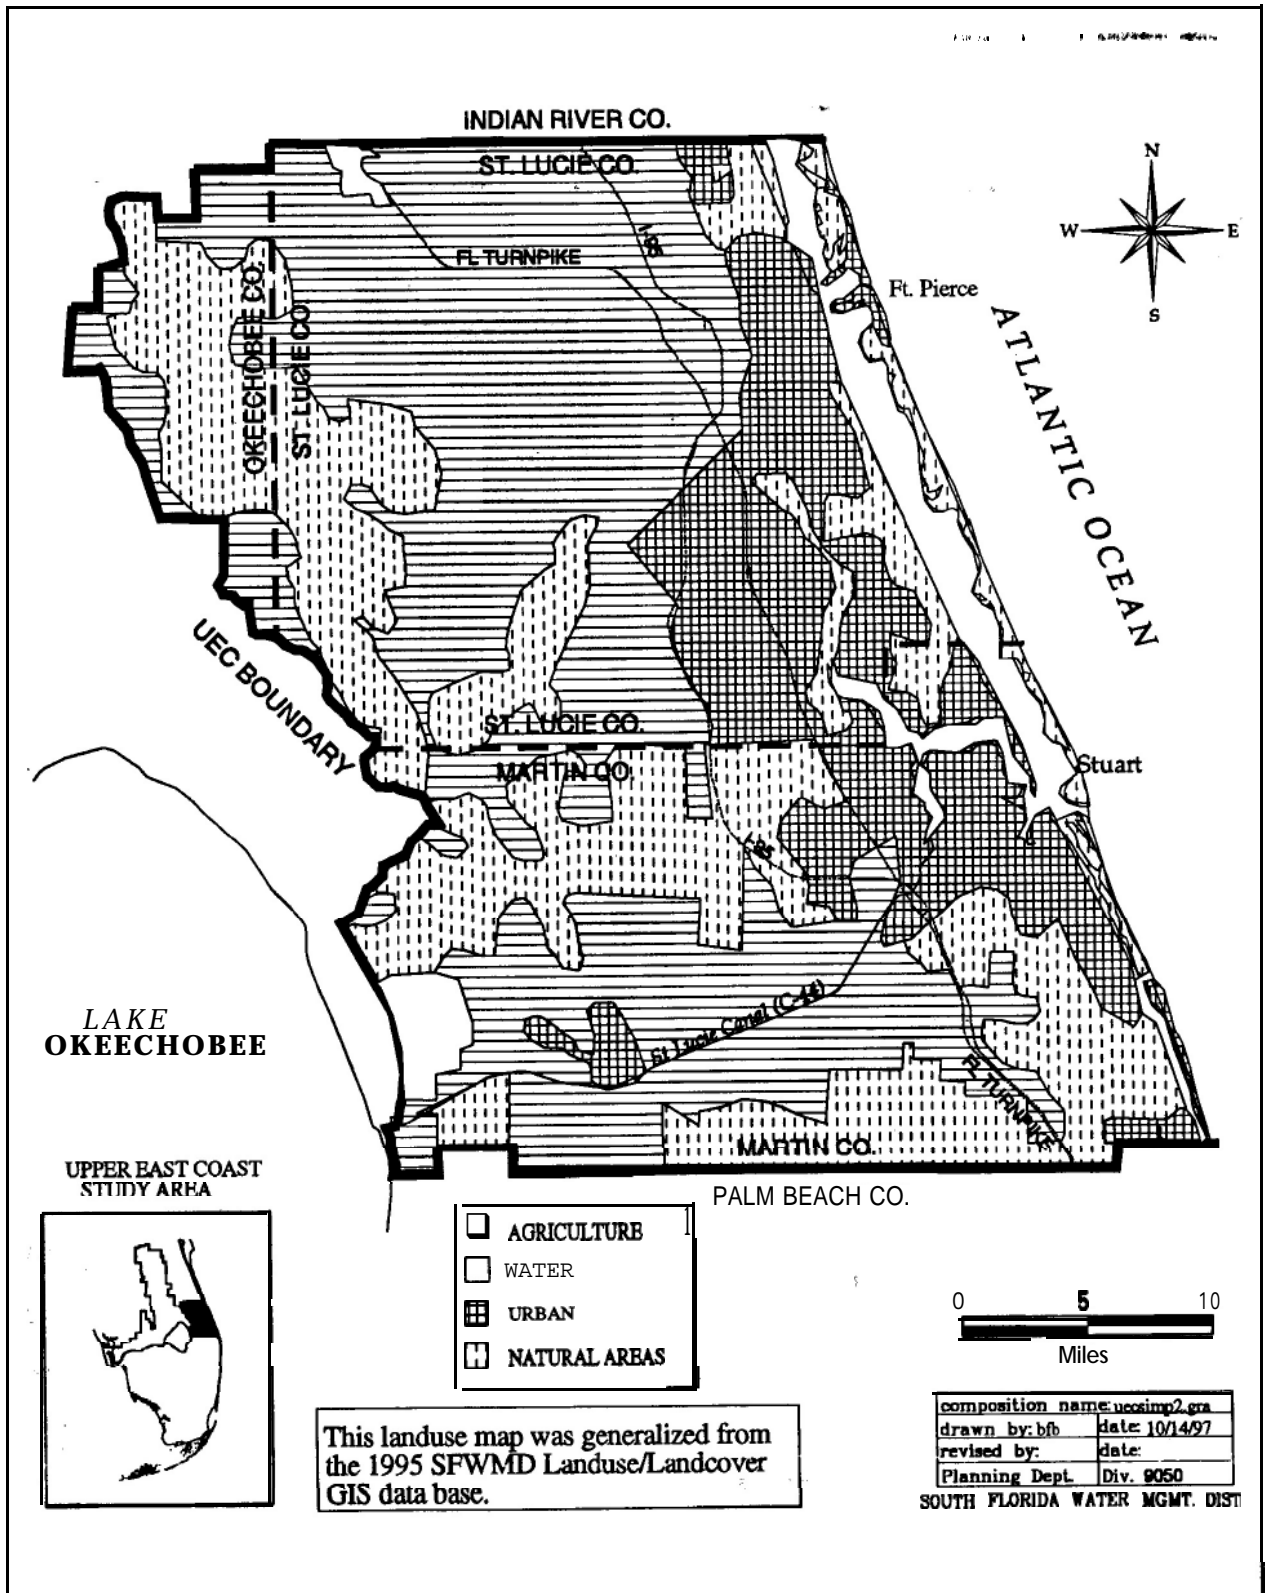 INDIAN RIVER CO.
ST. LUCIE CO.
N
W
E
S
I-95
FL TURNPIKE
Ft. Pierce
OKEECHOBEE CO.
ST. LUCIE CO.
ATLANTIC OCEAN
UEC BOUNDARY
ST. LUCIE CO.
MARTIN CO.
Stuart
I-95
LAKE
OKEECHOBEE
St Lucie Canal (C-44)
FL TURNPIKE
MARTIN CO.
PALM BEACH CO.
UPPER EAST COAST
STUDY AREA
AGRICULTURE
WATER
URBAN
NATURAL AREAS
0 5 10
Miles
This landuse map was generalized from
the 1995 SFWMD Landuse/Landcover
GIS data base.
composition name: uecsimp2.gra
drawn by: bfb date: 10/14/97
revised by: date:
Planning Dept. Div. 9050
SOUTH FLORIDA WATER MGMT. DIST